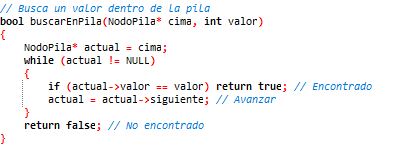 // Busca un valor dentro de la pila
bool buscarEnPila(NodoPila* cima, int valor)
{
    NodoPila* actual = cima;
    while (actual != NULL)
    {
        if (actual->valor == valor) return true; // Encontrado
        actual = actual->siguiente; // Avanzar
    }
    return false; // No encontrado
}